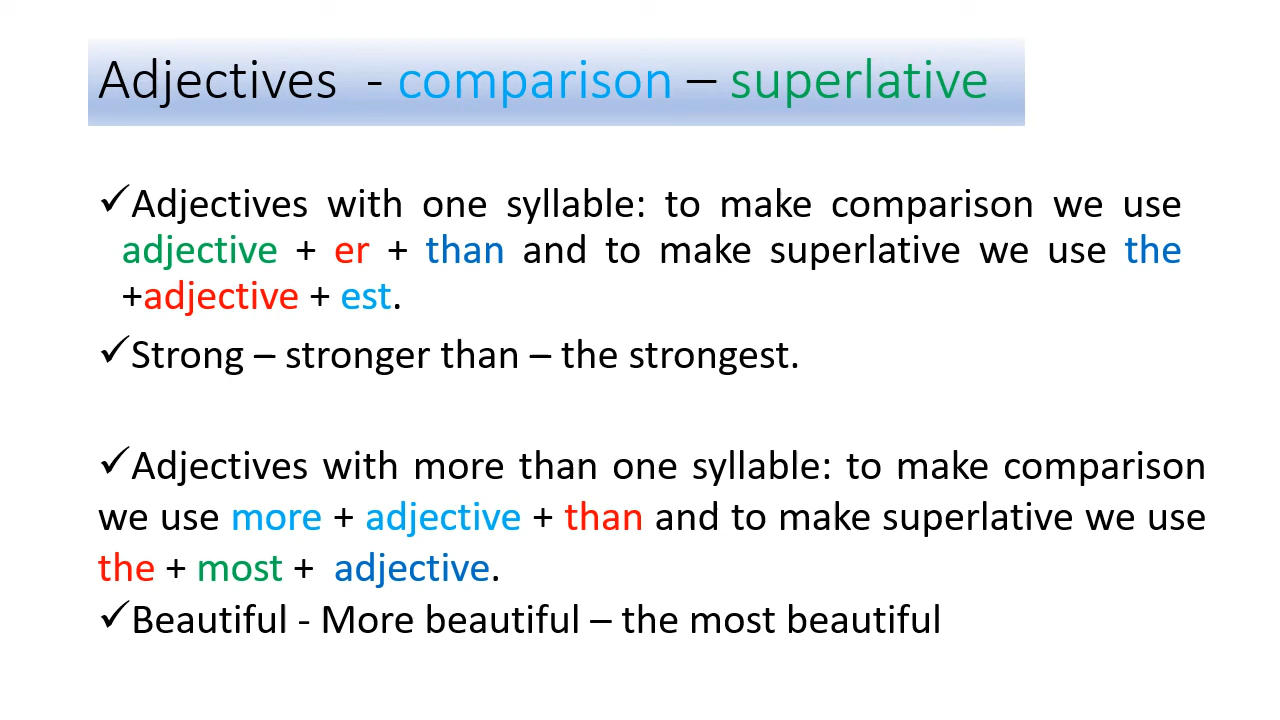 Adjectives - comparison – superlative
✓Adjectives with one syllable: to make comparison we use
adjective + er + than and to make superlative we use the
+adjective + est.
✓Strong – stronger than – the strongest.
✓Adjectives with more than one syllable: to make comparison
we use more + adjective + than and to make superlative we use
the + most + adjective.
✓Beautiful - More beautiful – the most beautiful